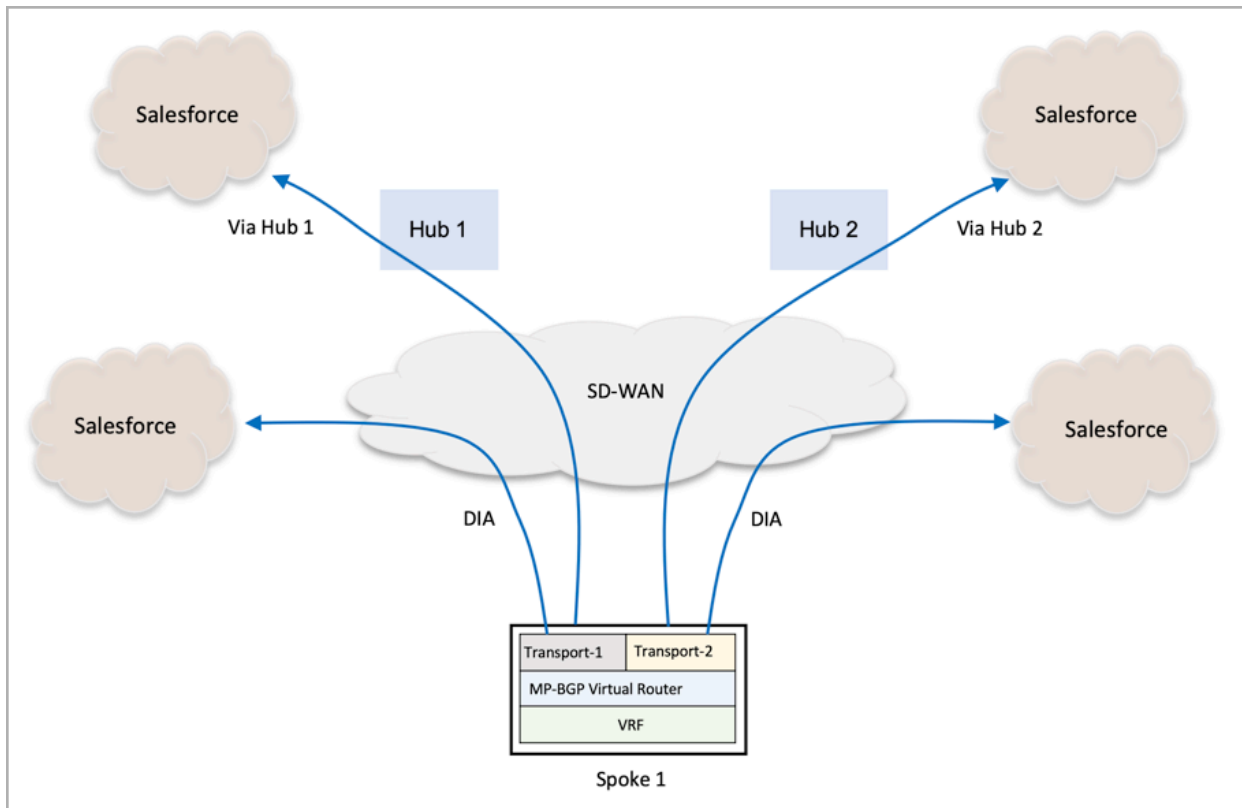 Salesforce
Salesforce
Via Hub 1
Hub 1
Hub 2
Via Hub 2
SD-WAN
Salesforce
Salesforce
DIA
DIA
Transport-1
Transport-2
MP-BGP Virtual Router
VRF
Spoke 1